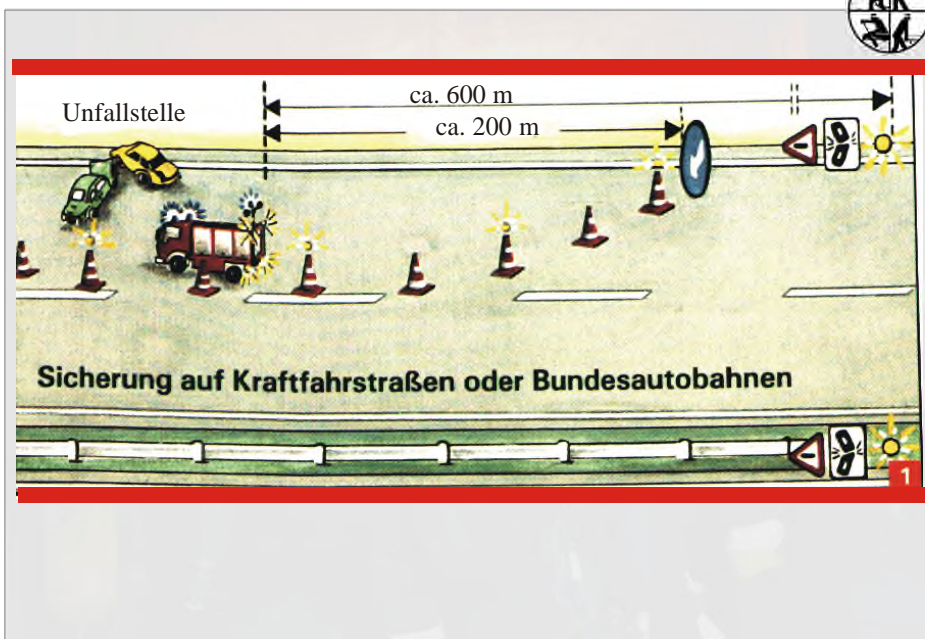 ca. 600 m
Unfallstelle
ca. 200 m
Sicherung auf Kraftfahrstraßen oder Bundesautobahnen
1